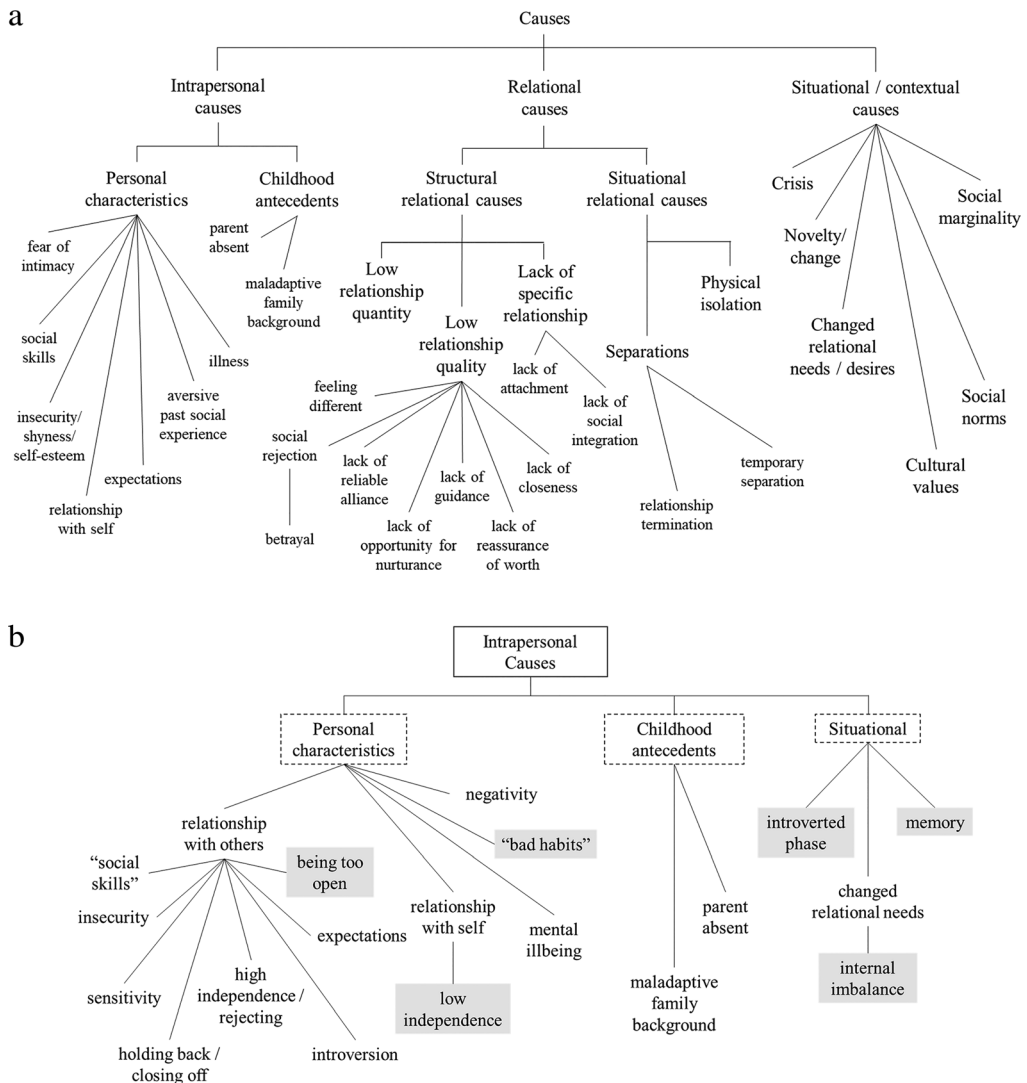 a
Causes
Intrapersonal
causes
Relational
causes
Situational / contextual
causes
Personal
characteristics
Childhood
antecedents
Structural
relational causes
Situational
relational causes
Crisis
Novelty/
change
Changed
relational
needs / desires
Cultural
values
Social
norms
Social
marginality
fear of
intimacy
social
skills
insecurity/
shyness/
self-esteem
relationship
with self
expectations
aversive
past social
experience
illness
parent
absent
maladaptive
family
background
Low
relationship
quantity
Low
relationship
quality
Lack of
specific
relationship
Physical
isolation
Separations
feeling
different
social
rejection
betrayal
lack of
reliable
alliance
lack of
opportunity for
nurturance
lack of
guidance
lack of
reassurance
of worth
lack of
closeness
lack of
attachment
lack of
social
integration
relationship
termination
temporary
separation
b
Intrapersonal
Causes
Personal
characteristics
Childhood
antecedents
Situational
relationship
with others
negativity
"bad habits"
mental
illbeing
relationship
with self
low
independence
"social
skills"
insecurity
sensitivity
holding back /
closing off
high
independence /
rejecting
introversion
expectations
being too
open
maladaptive
family
background
parent
absent
introverted
phase
memory
changed
relational needs
internal
imbalance